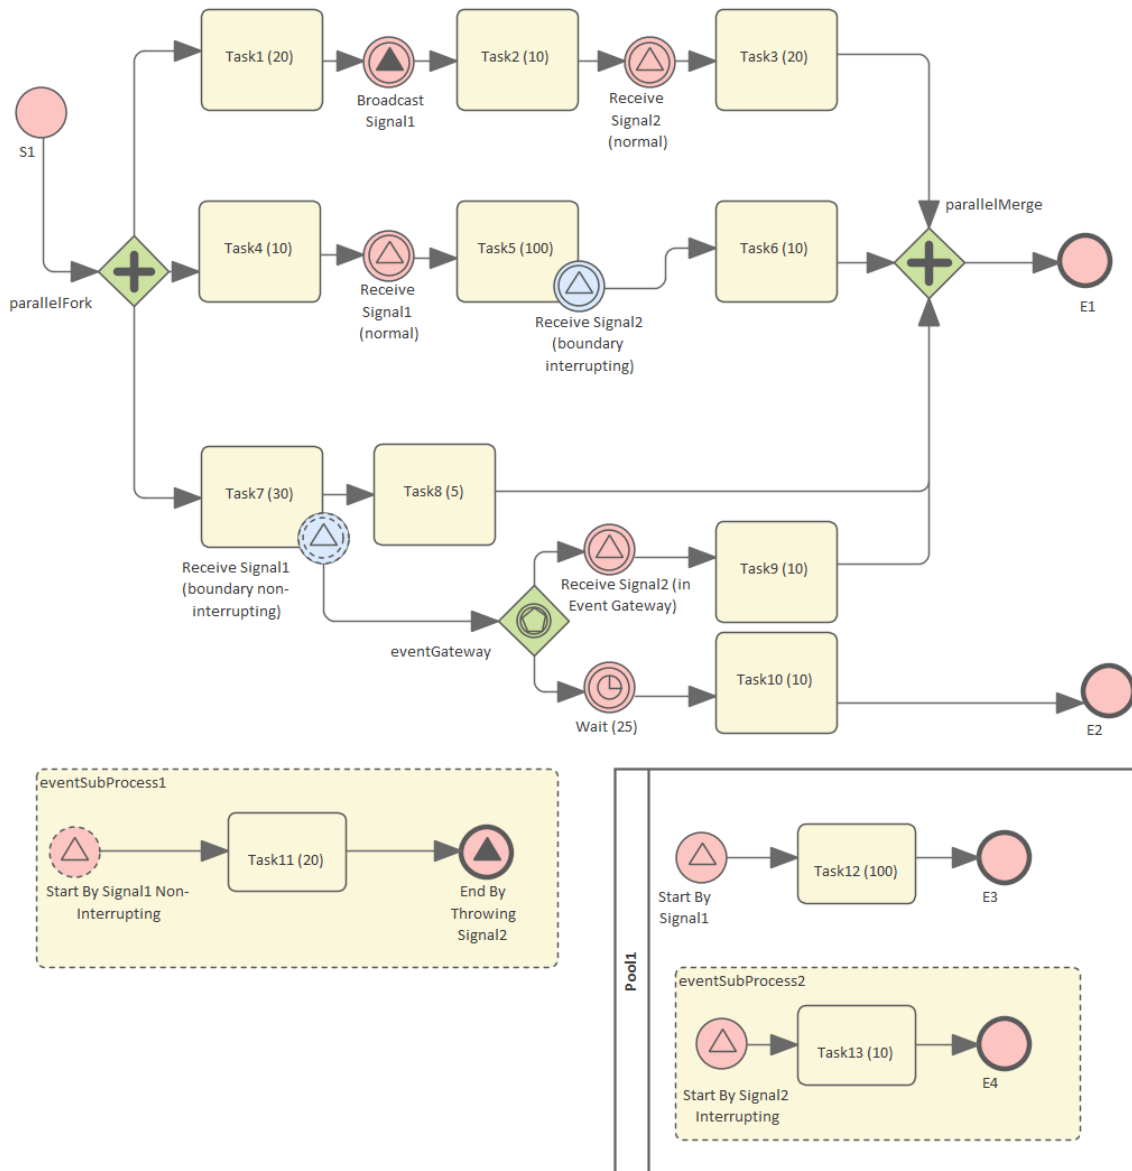 Task1 (20)
Broadcast
Signal1
Task2 (10)
Receive
Signal2
(normal)
Task3 (20)
S1
parallelFork
Task4 (10)
Receive
Signal1
(normal)
Task5 (100)
Receive Signal2
(boundary
interrupting)
Task6 (10)
parallelMerge
E1
Task7 (30)
Receive Signal1
(boundary non-
interrupting)
Task8 (5)
eventGateway
Receive Signal2 (in
Event Gateway)
Task9 (10)
Wait (25)
Task10 (10)
E2
eventSubProcess1
Start By Signal1 Non-
Interrupting
Task11 (20)
End By
Throwing
Signal2
Pool1
Start By
Signal1
Task12 (100)
E3
eventSubProcess2
Start By Signal2
Interrupting
Task13 (10)
E4